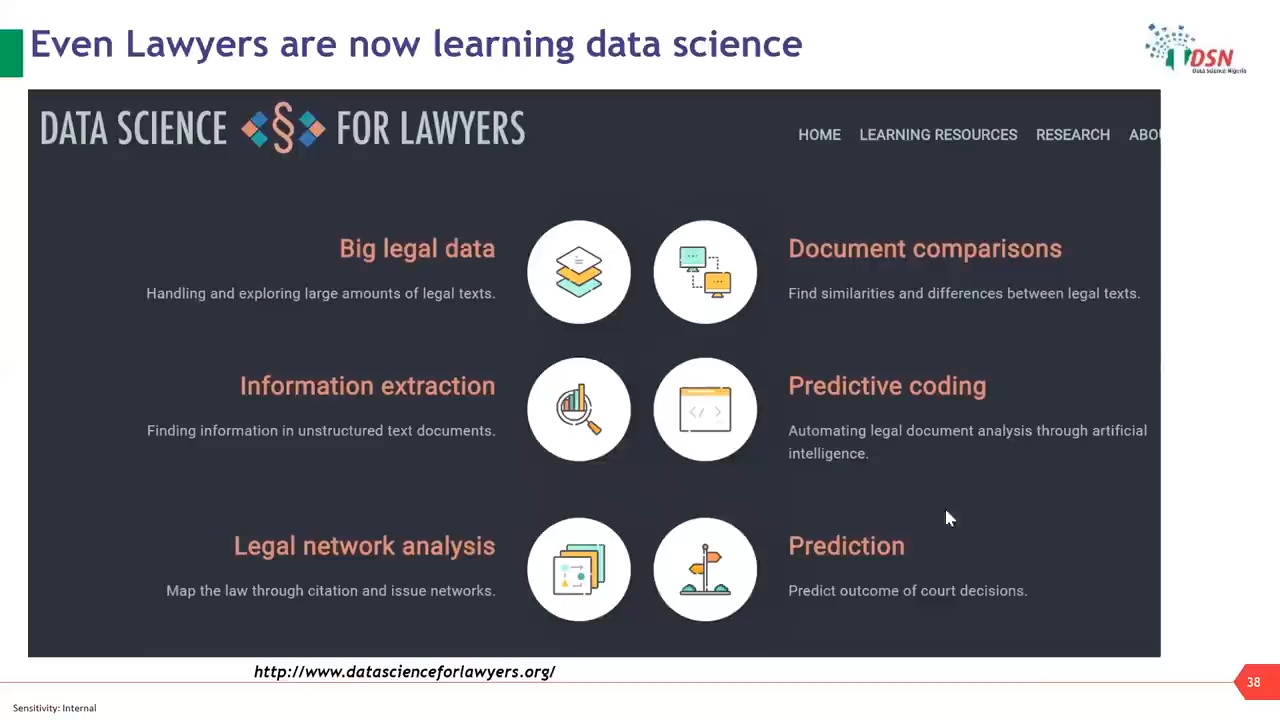 Even Lawyers are now learning data science
DSN
Data Science Nigeria
DATA SCIENCE § FOR LAWYERS
HOME LEARNING RESOURCES RESEARCH ABOU
Big legal data
Handling and exploring large amounts of legal texts.
Document comparisons
Find similarities and differences between legal texts.
Information extraction
Finding information in unstructured text documents.
Predictive coding
Automating legal document analysis through artificial
intelligence.
Legal network analysis
Map the law through citation and issue networks.
Prediction
Predict outcome of court decisions.
http://www.datascienceforlawyers.org/
38
Sensitivity: Internal